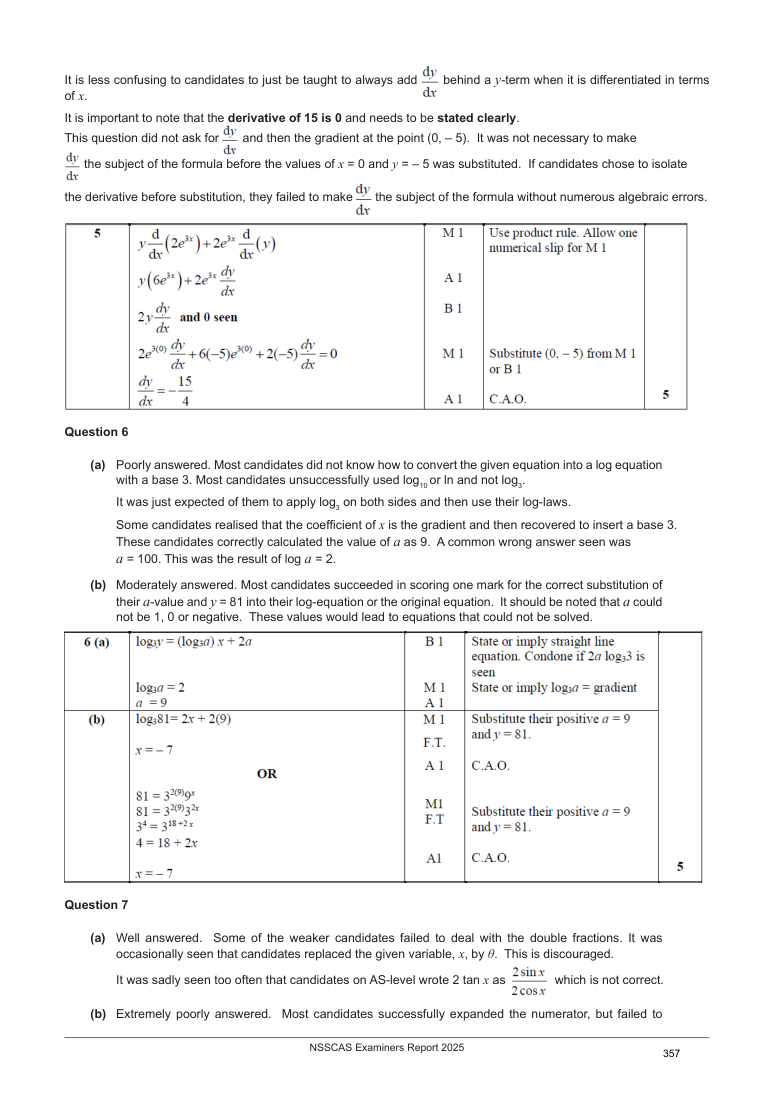 It is less confusing to candidates to just be taught to always add dy/dx behind a y-term when it is differentiated in terms
of x.
It is important to note that the derivative of 15 is 0 and needs to be stated clearly.
This question did not ask for dy/dx and then the gradient at the point (0, – 5). It was not necessary to make
dy/dx the subject of the formula before the values of x = 0 and y = – 5 was substituted. If candidates chose to isolate
the derivative before substitution, they failed to make dy/dx the subject of the formula without numerous algebraic errors.
5
y d/dx (2e^{3x}) + 2e^{3x} d/dx (y)
M 1
Use product rule. Allow one
numerical slip for M 1
y(6e^{3x}) + 2e^{3x} dy/dx
A 1
2y dy/dx and 0 seen
B 1
2e^{3(0)} dy/dx + 6(−5)e^{3(0)} + 2(−5) dy/dx = 0
M 1
Substitute (0, – 5) from M 1
or B 1
dy/dx = − 15/4
A 1
C.A.O.
5
Question 6
(a) Poorly answered. Most candidates did not know how to convert the given equation into a log equation
with a base 3. Most candidates unsuccessfully used log₁₀ or ln and not log₃.
It was just expected of them to apply log₃ on both sides and then use their log-laws.
Some candidates realised that the coefficient of x is the gradient and then recovered to insert a base 3.
These candidates correctly calculated the value of a as 9. A common wrong answer seen was
a = 100. This was the result of log a = 2.
(b) Moderately answered. Most candidates succeeded in scoring one mark for the correct substitution of
their a-value and y = 81 into their log-equation or the original equation. It should be noted that a could
not be 1, 0 or negative. These values would lead to equations that could not be solved.
6 (a)
log₃y = (log₃a) x + 2a
B 1
State or imply straight line
equation. Condone if 2a log₃3 is
seen
log₃a = 2
M 1
State or imply log₃a = gradient
a = 9
A 1
(b)
log₃81= 2x + 2(9)
M 1
Substitute their positive a = 9
and y = 81.
F.T.
x = – 7
A 1
C.A.O.
OR
81 = 3^{2(9)}9^{x}
81 = 3^{2(9)}3^{2x}
M1
F.T
Substitute their positive a = 9
and y = 81.
3⁴ = 3^{18 + 2x}
4 = 18 + 2x
A1
C.A.O.
x = – 7
5
Question 7
(a) Well answered. Some of the weaker candidates failed to deal with the double fractions. It was
occasionally seen that candidates replaced the given variable, x, by θ. This is discouraged.
It was sadly seen too often that candidates on AS-level wrote 2 tan x as 2 sin x/2 cos x which is not correct.
(b) Extremely poorly answered. Most candidates successfully expanded the numerator, but failed to
NSSCAS Examiners Report 2025
357